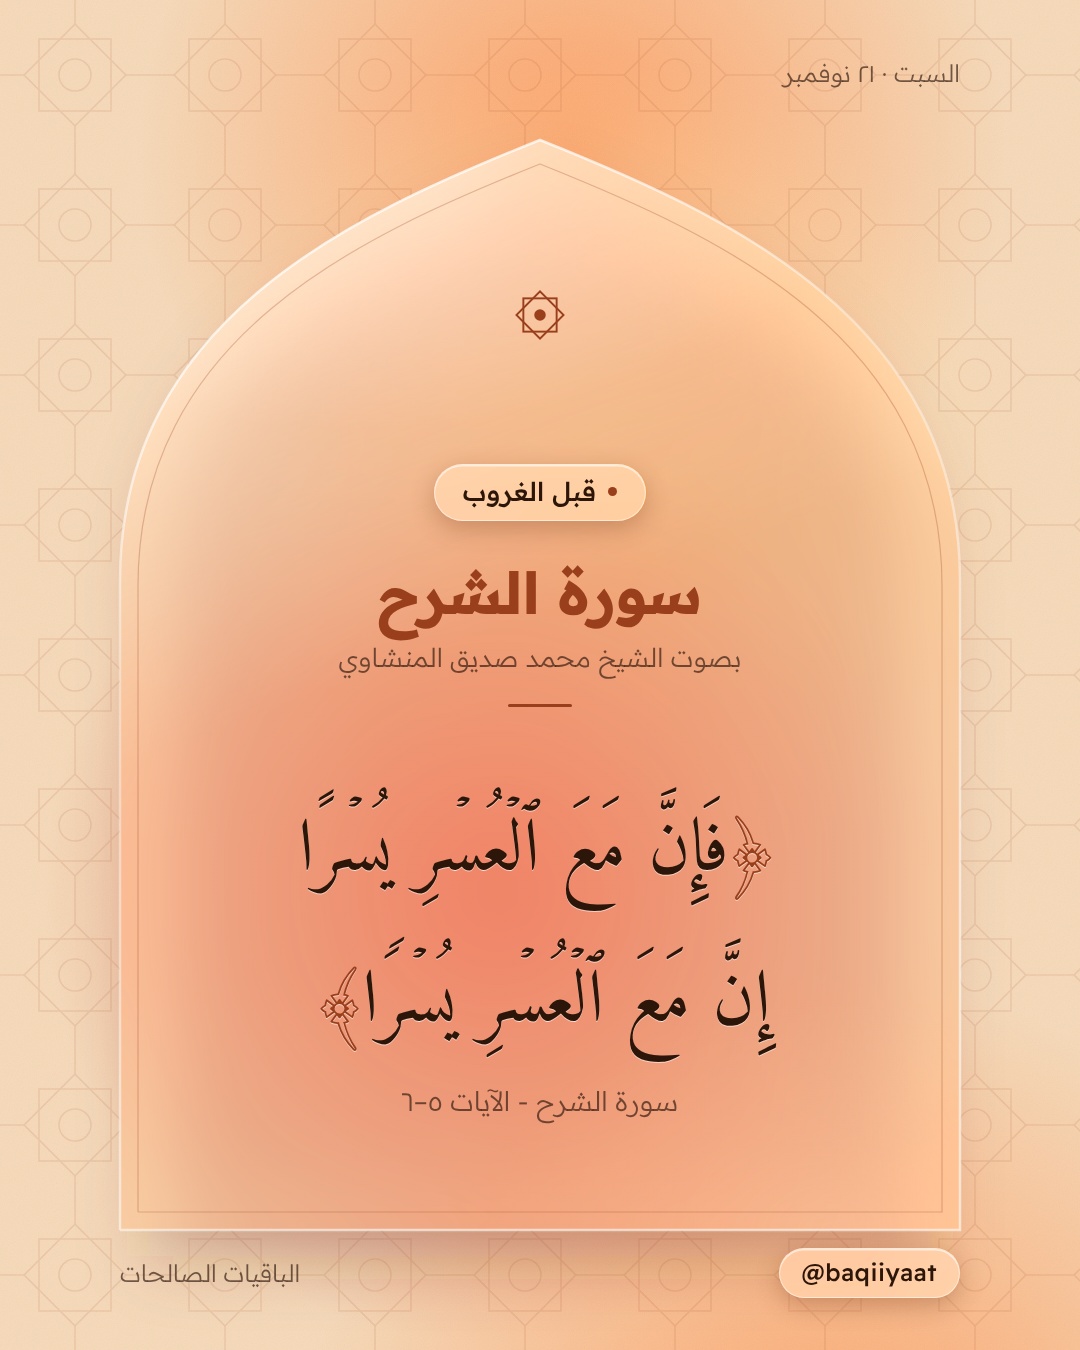 السبت · ٢١ نوفمبر
قبل الغروب
سورة الشرح
بصوت الشيخ محمد صديق المنشاوي
﴿فَإِنَّ مَعَ ٱلْعُسْرِ يُسْرًا
إِنَّ مَعَ ٱلْعُسْرِ يُسْرًا﴾
سورة الشرح - الآيات ٥-٦
@baqiiyaat
الباقيات الصالحات